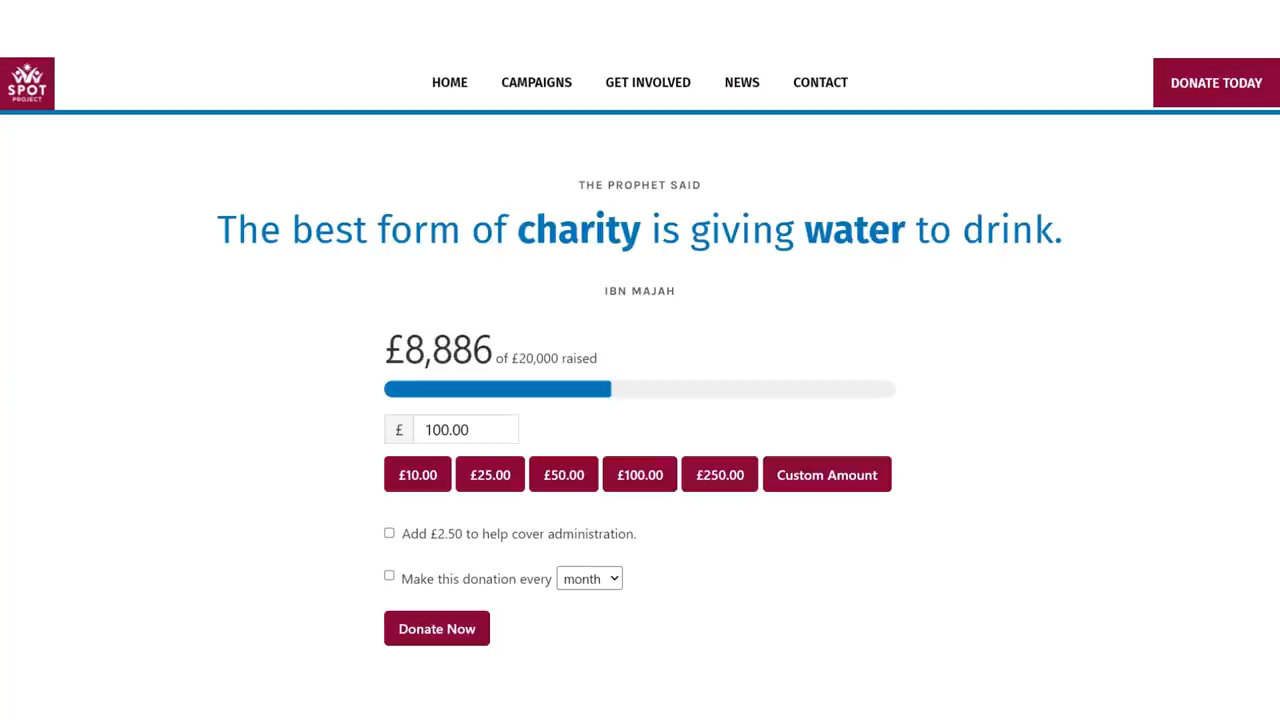 SPOT
PROJECT
HOME CAMPAIGNS GET INVOLVED NEWS CONTACT
DONATE TODAY
THE PROPHET SAID
The best form of charity is giving water to drink.
IBN MAJAH
£8,886 of £20,000 raised
£ 100.00
£10.00 £25.00 £50.00 £100.00 £250.00 Custom Amount
Add £2.50 to help cover administration.
Make this donation every month
Donate Now